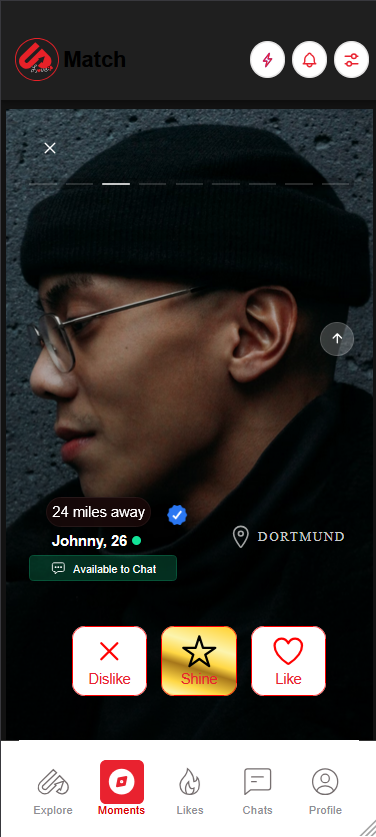 Match
24 miles away
DORTMUND
Johnny, 26
Available to Chat
Dislike
Shine
Like
Explore
Moments
Likes
Chats
Profile